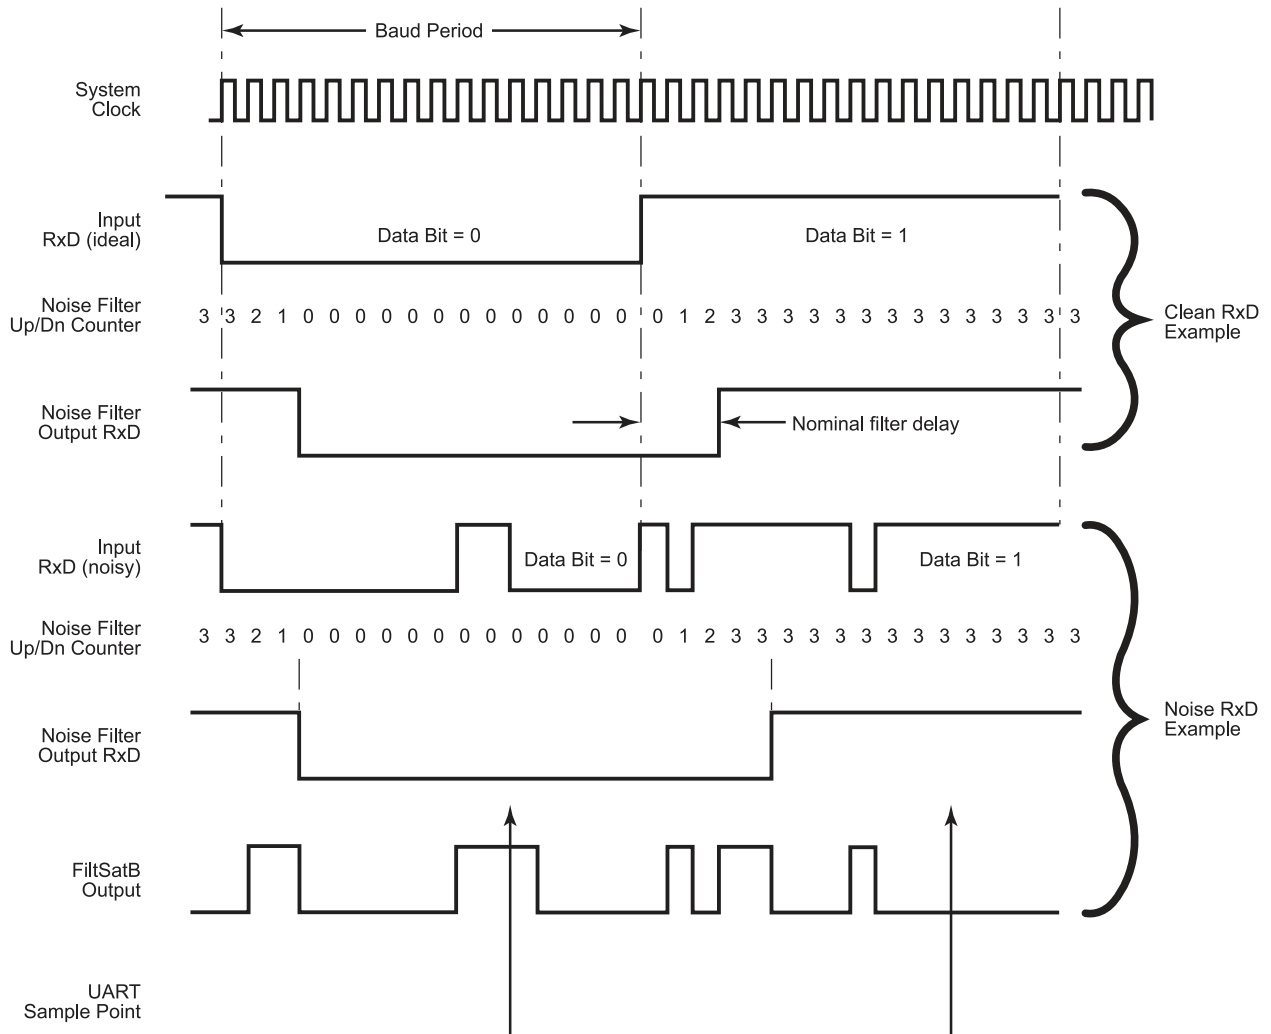 Baud Period
System
Clock
Input
RxD (ideal)
Data Bit = 0
Data Bit = 1
Noise Filter
Up/Dn Counter
3 3 2 1 0 0 0 0 0 0 0 0 0 0 0 0 0 0 1 2 3 3 3 3 3 3 3 3 3 3 3 3 3 3
Clean RxD
Example
Noise Filter
Output RxD
Nominal filter delay
Input
RxD (noisy)
Data Bit = 0
Data Bit = 1
Noise Filter
Up/Dn Counter
3 3 2 1 0 0 0 0 0 0 0 0 0 0 0 0 0 0 1 2 3 3 3 3 3 3 3 3 3 3 3 3 3 3
Noise Filter
Output RxD
Noise RxD
Example
FiltSatB
Output
UART
Sample Point